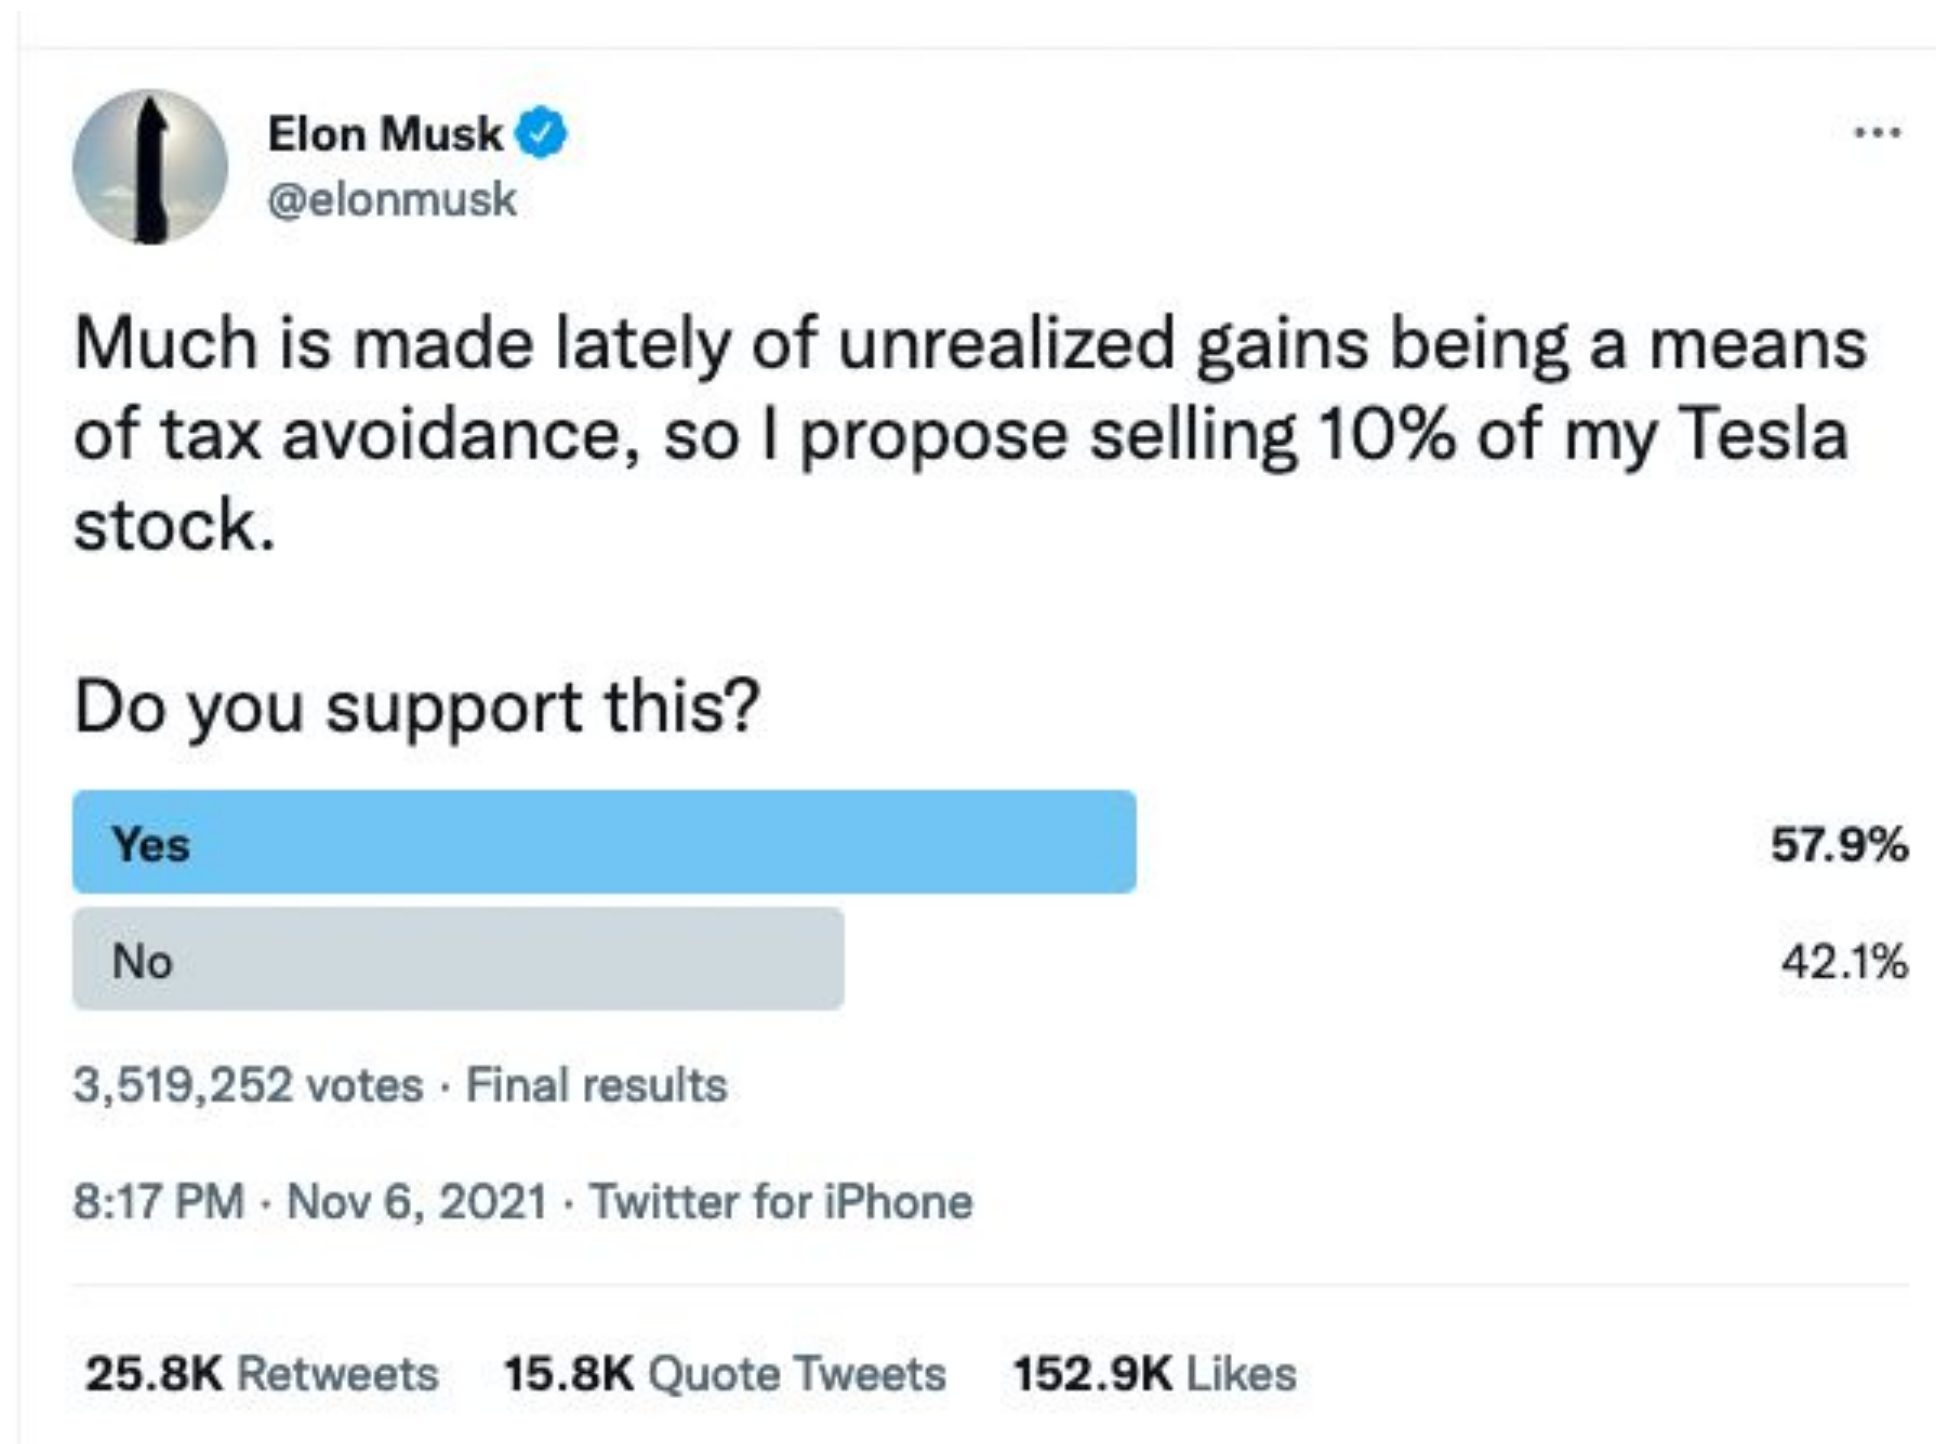 Elon Musk
@elonmusk
Much is made lately of unrealized gains being a means
of tax avoidance, so I propose selling 10% of my Tesla
stock.
Do you support this?
Yes 57.9%
No 42.1%
3,519,252 votes · Final results
8:17 PM · Nov 6, 2021 · Twitter for iPhone
25.8K Retweets 15.8K Quote Tweets 152.9K Likes